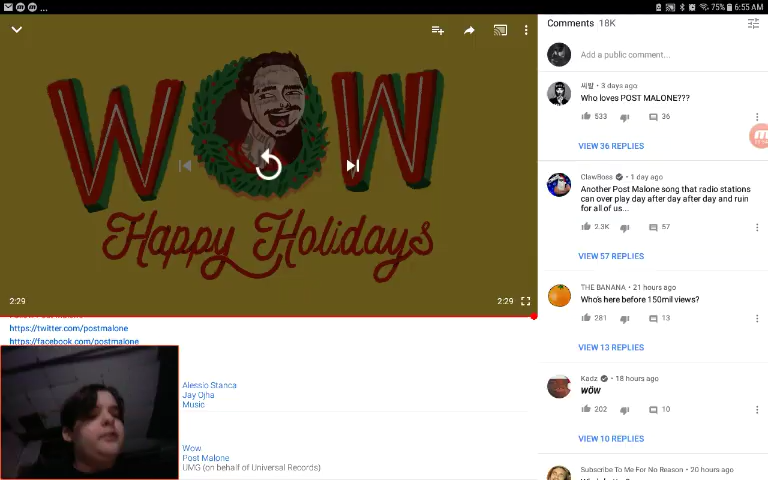 ... 75% 6:55 AM
WOW
Happy Holidays
2:29
2:29
https://twitter.com/postmalone
https://facebook.com/postmalone
Alessio Stanca
Jay Ojha
Music
Wow
Post Malone
UMG (on behalf of Universal Records)
Comments 18K
Add a public comment...
씨발 • 3 days ago
Who loves POST MALONE???
533 36
VIEW 36 REPLIES
ClawBoss • 1 day ago
Another Post Malone song that radio stations
can over play day after day after day and ruin
for all of us...
2.3K 57
VIEW 57 REPLIES
THE BANANA • 21 hours ago
Who's here before 150mil views?
281 13
VIEW 13 REPLIES
Kadz • 18 hours ago
wöw
202 10
VIEW 10 REPLIES
Subscribe To Me For No Reason • 20 hours ago